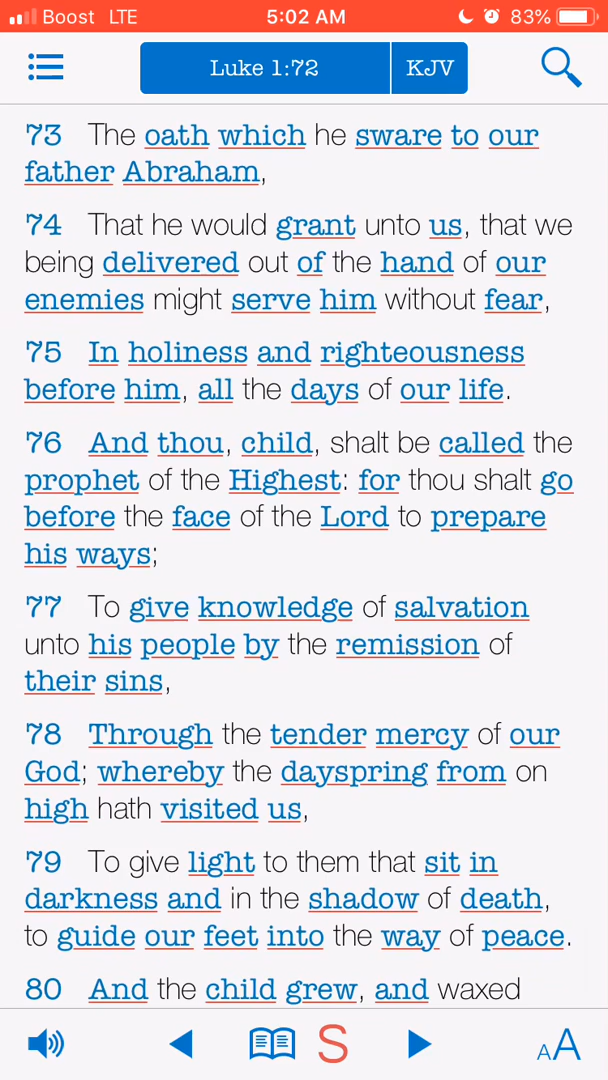 Boost LTE 5:02 AM 83%
Luke 1:72 KJV
73 The oath which he sware to our
father Abraham,
74 That he would grant unto us, that we
being delivered out of the hand of our
enemies might serve him without fear,
75 In holiness and righteousness
before him, all the days of our life.
76 And thou, child, shalt be called the
prophet of the Highest: for thou shalt go
before the face of the Lord to prepare
his ways;
77 To give knowledge of salvation
unto his people by the remission of
their sins,
78 Through the tender mercy of our
God; whereby the dayspring from on
high hath visited us,
79 To give light to them that sit in
darkness and in the shadow of death,
to guide our feet into the way of peace.
80 And the child grew, and waxed
S AA